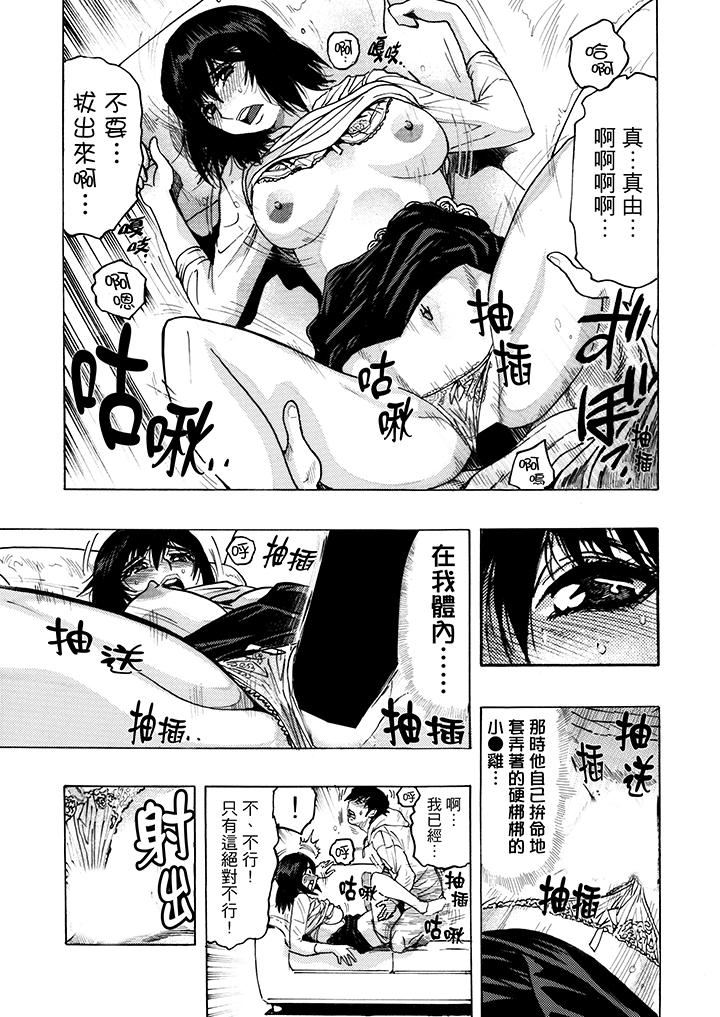 哈啊
真…真由…
啊啊啊啊…
嘎吱…
啊…
不要…
拔出來啊…
嘎吱…
啊嗯
咕啾…
咕啾
抽插
抽插
啊嗚
在我體內……
抽插
呼
抽送
抽插…
抽插
抽送
抽插
那時他自己拚命地
套弄著的硬梆梆的
小●雞…
抽插
啊…
我已經…
呼
呼
！
不、不行！
只有這絕對不行！
咕啾
咕啾
抽插
射出